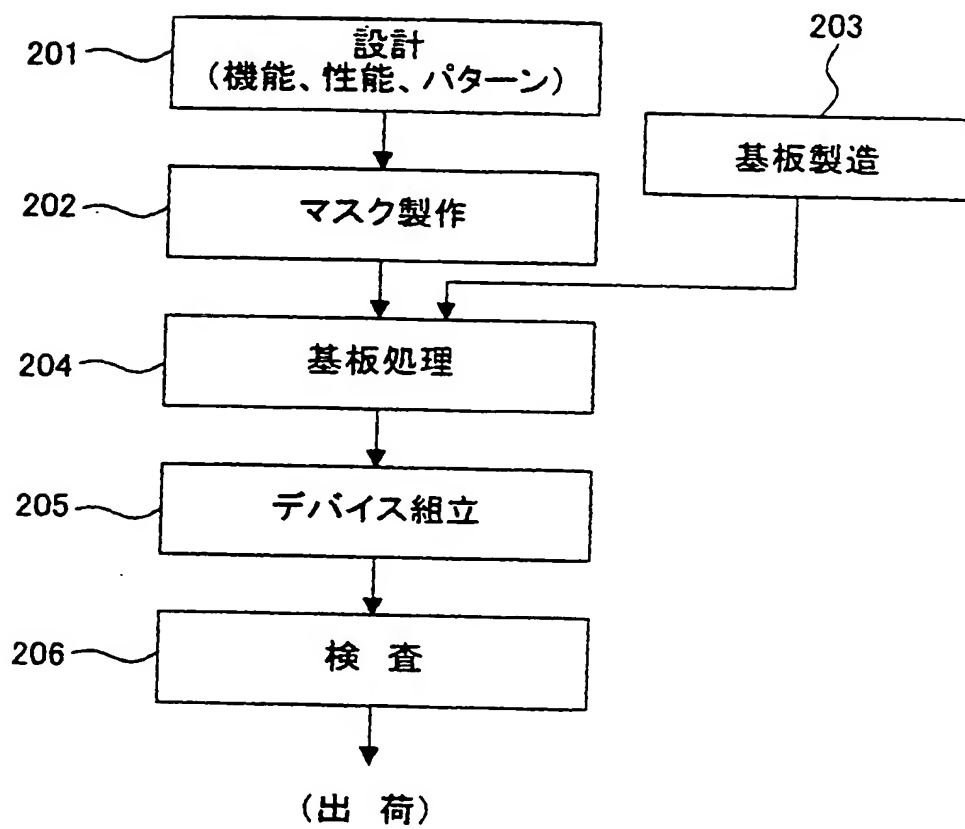 201
設計
(機能、性能、パターン)
203
基板製造
202
マスク製作
204
基板処理
205
デバイス組立
206
検 査
(出 荷)